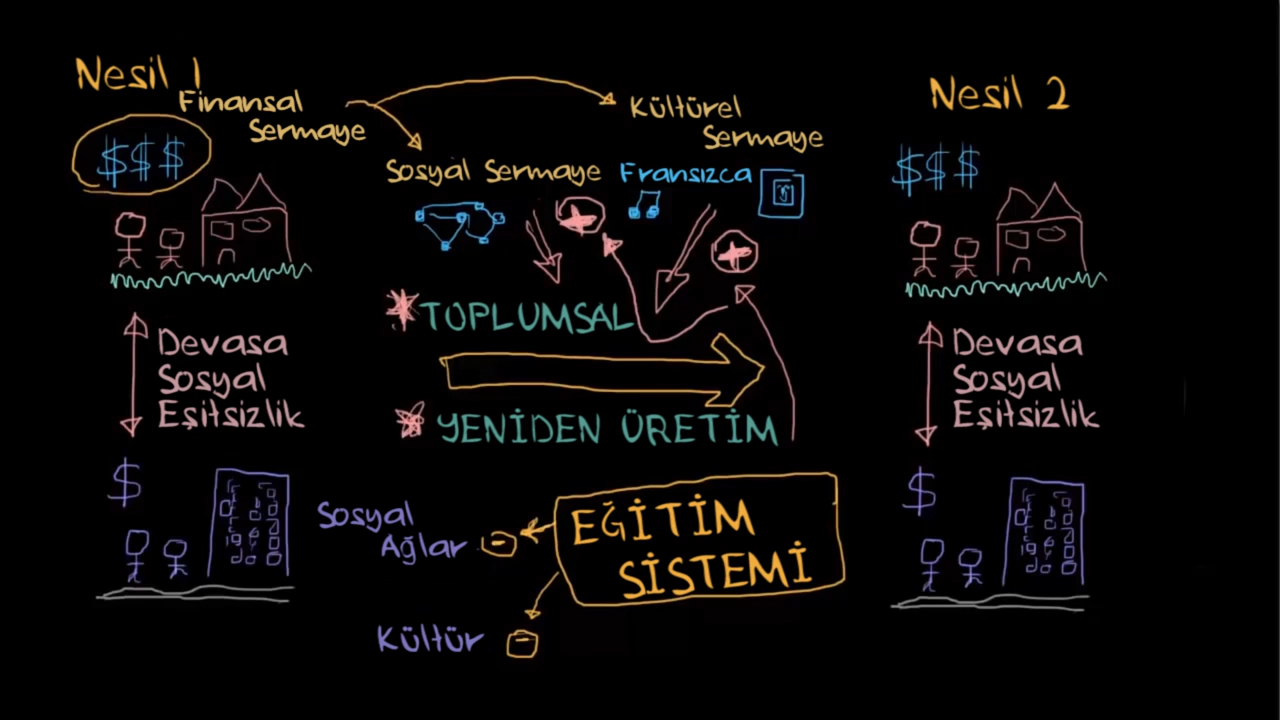 Nesil 1
Finansal
Sermaye
$$$
Kültürel
Sermaye
Sosyal Sermaye
Fransızca
Nesil 2
$$$
TOPLUMSAL
YENİDEN ÜRETİM
Devasa
Sosyal
Eşitsizlik
Devasa
Sosyal
Eşitsizlik
$
Sosyal
Ağlar
EĞİTİM
SİSTEMİ
Kültür
$